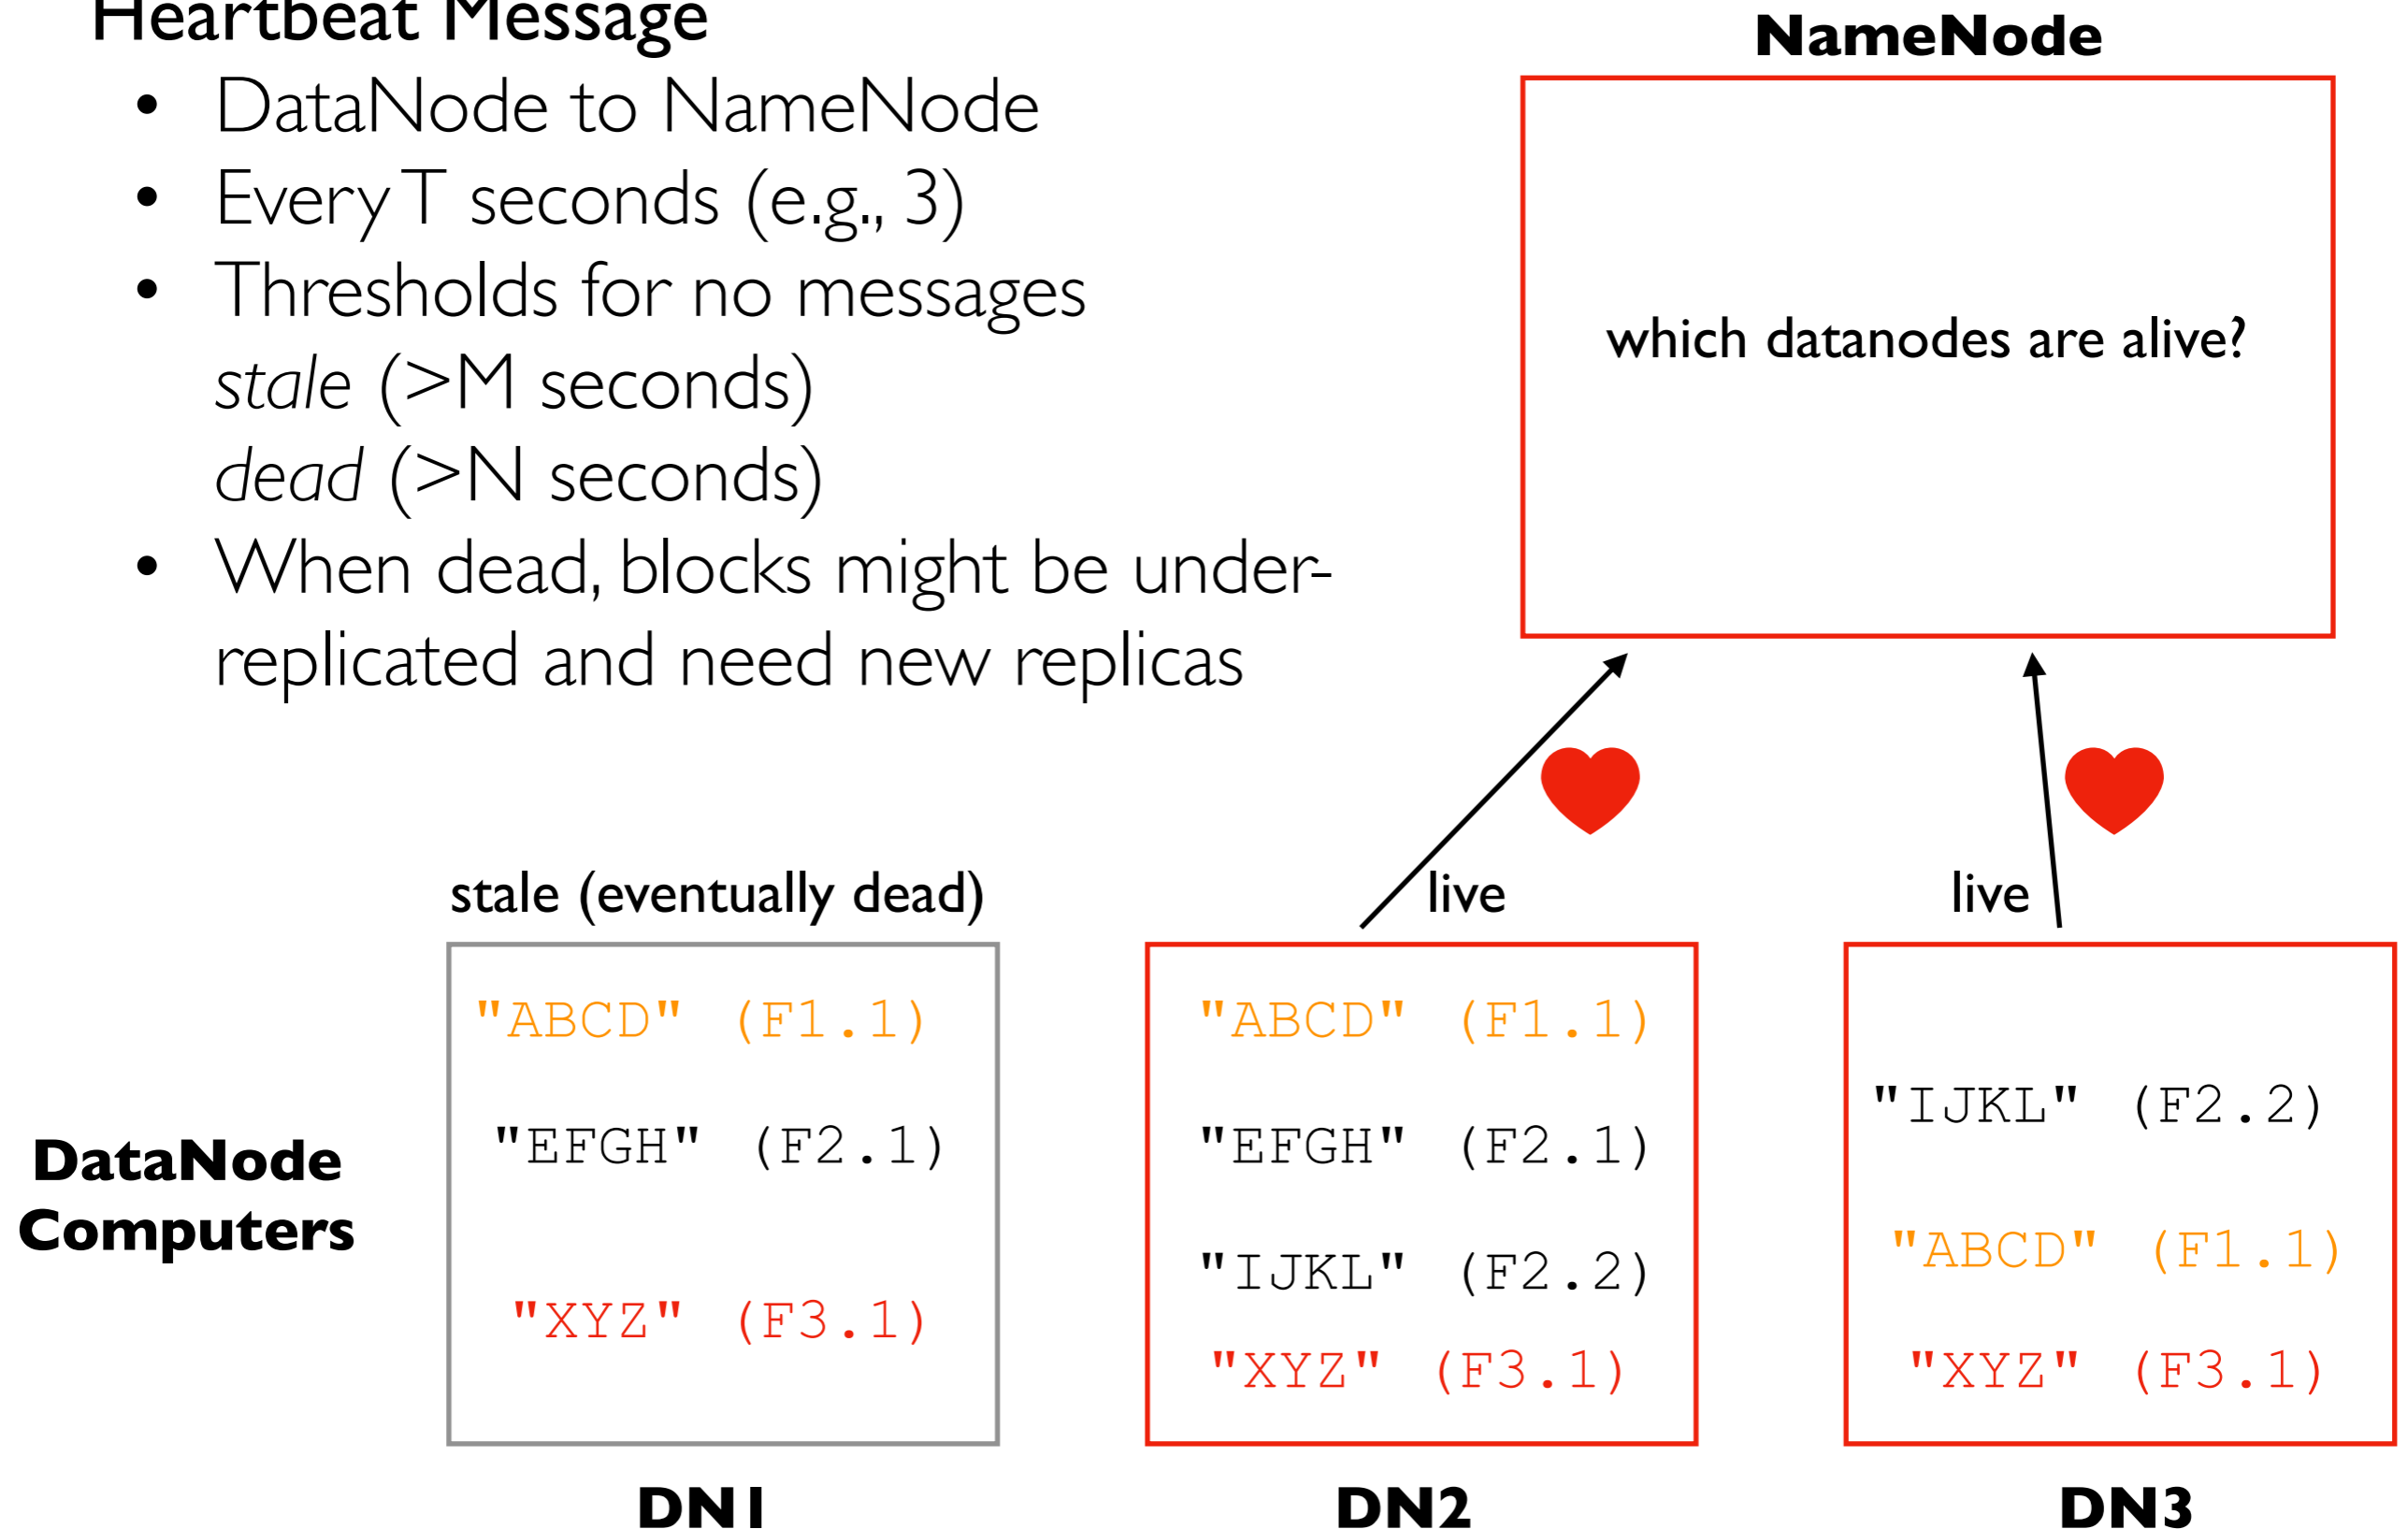 Heartbeat Message
• DataNode to NameNode
• Every T seconds (e.g., 3)
• Thresholds for no messages
stale (>M seconds)
dead (>N seconds)
• When dead, blocks might be under-
replicated and need new replicas
NameNode
which datanodes are alive?
stale (eventually dead)
live
live
DataNode
Computers
"ABCD" (F1.1)
"EFGH" (F2.1)
"XYZ" (F3.1)
DN1
"ABCD" (F1.1)
"EFGH" (F2.1)
"IJKL" (F2.2)
"XYZ" (F3.1)
DN2
"IJKL" (F2.2)
"ABCD" (F1.1)
"XYZ" (F3.1)
DN3